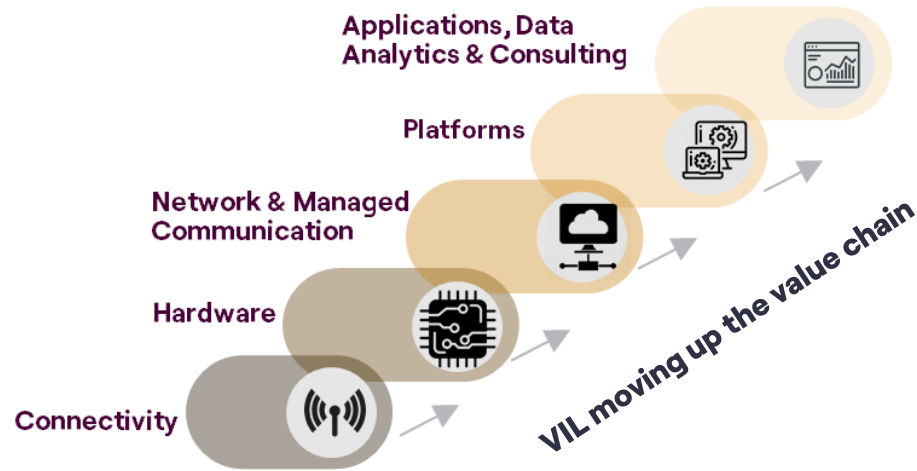 Applications, Data
Analytics & Consulting
Platforms
Network & Managed
Communication
Hardware
Connectivity
VIL moving up the value chain